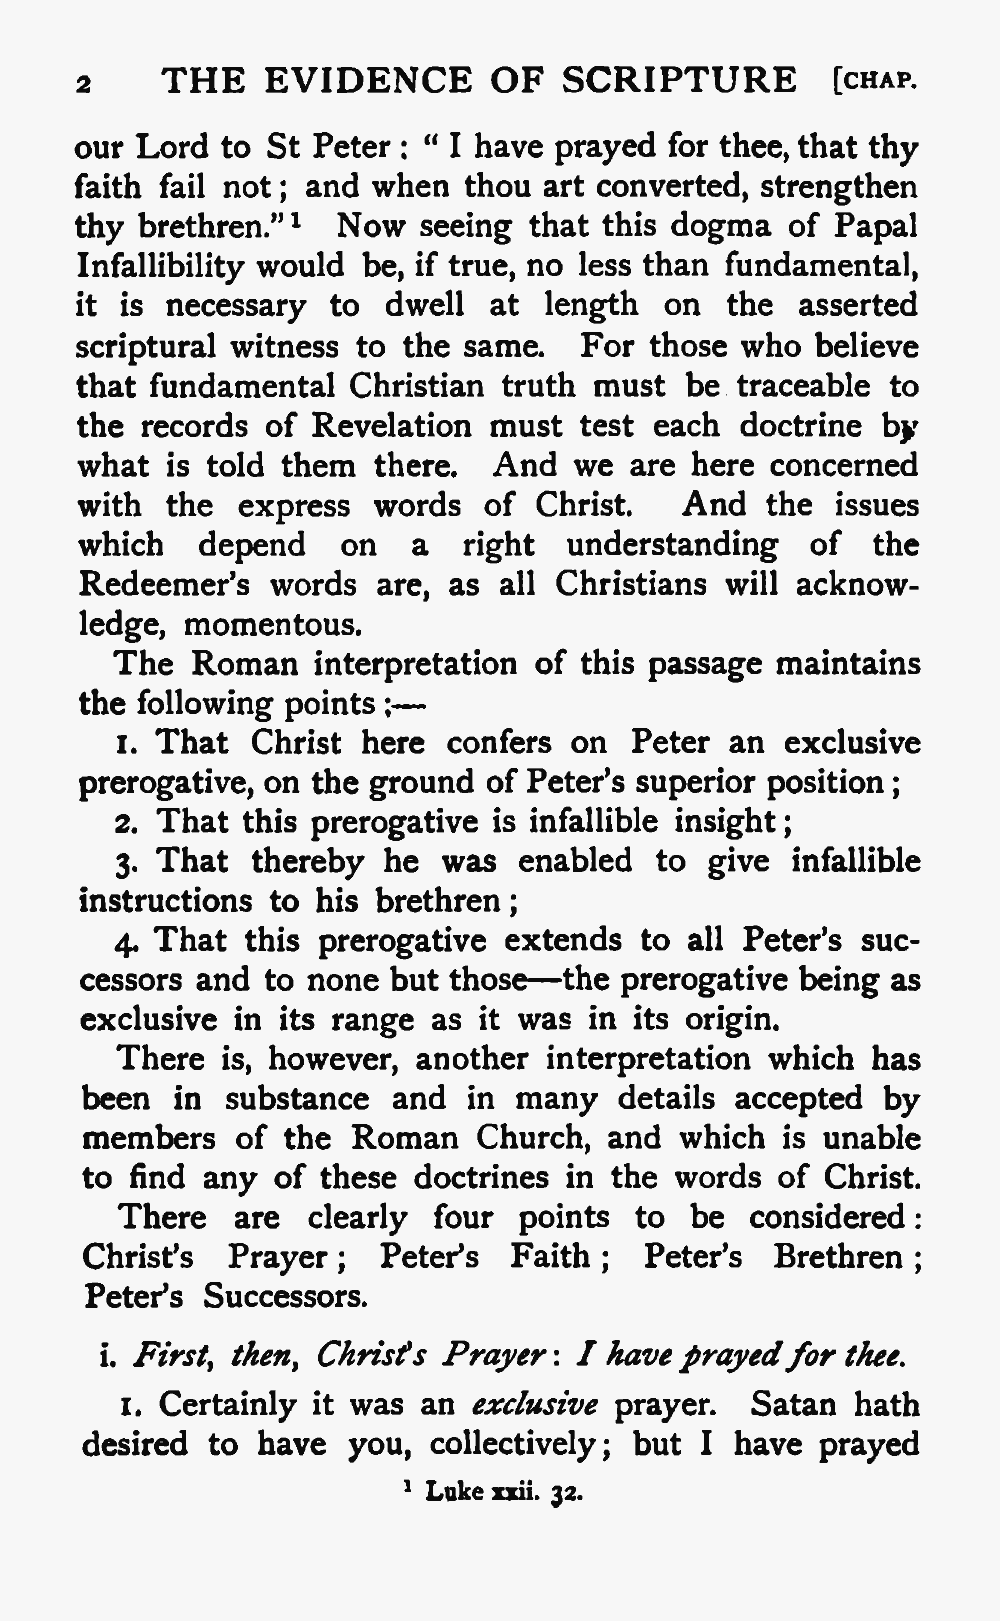 2 THE EVIDENCE OF SCRIPTURE [CHAP.
our Lord to St Peter : “ I have prayed for thee, that thy
faith fail not ; and when thou art converted, strengthen
thy brethren.” ¹ Now seeing that this dogma of Papal
Infallibility would be, if true, no less than fundamental,
it is necessary to dwell at length on the asserted
scriptural witness to the same. For those who believe
that fundamental Christian truth must be traceable to
the records of Revelation must test each doctrine by
what is told them there. And we are here concerned
with the express words of Christ. And the issues
which depend on a right understanding of the
Redeemer’s words are, as all Christians will acknow-
ledge, momentous.
The Roman interpretation of this passage maintains
the following points ;—
1. That Christ here confers on Peter an exclusive
prerogative, on the ground of Peter’s superior position ;
2. That this prerogative is infallible insight ;
3. That thereby he was enabled to give infallible
instructions to his brethren ;
4. That this prerogative extends to all Peter’s suc-
cessors and to none but those—the prerogative being as
exclusive in its range as it was in its origin.
There is, however, another interpretation which has
been in substance and in many details accepted by
members of the Roman Church, and which is unable
to find any of these doctrines in the words of Christ.
There are clearly four points to be considered :
Christ’s Prayer ; Peter’s Faith ; Peter’s Brethren ;
Peter’s Successors.
i. First, then, Christ’s Prayer : I have prayed for thee.
1. Certainly it was an exclusive prayer. Satan hath
desired to have you, collectively ; but I have prayed
¹ Luke xxii. 32.